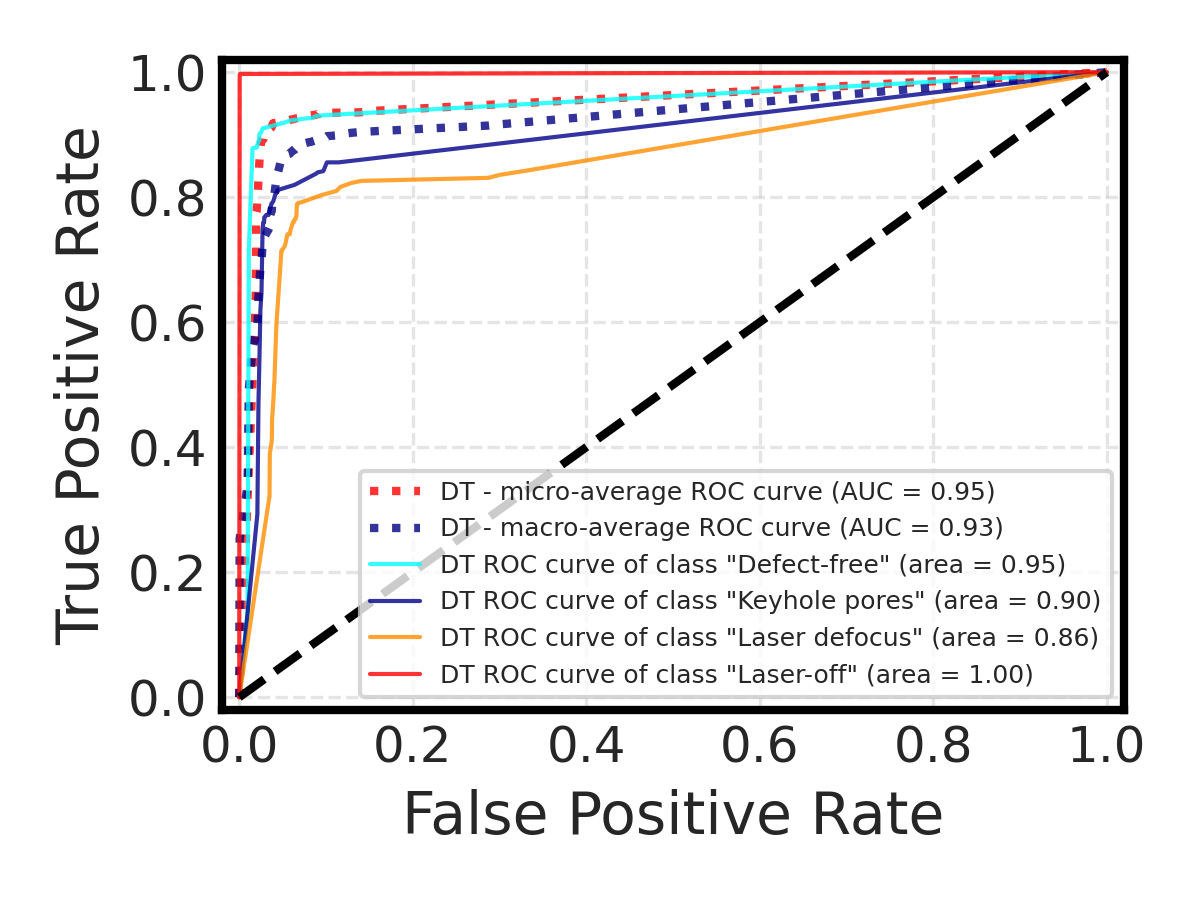 1.0
0.8
0.6
0.4
0.2
0.0
True Positive Rate
DT - micro-average ROC curve (AUC = 0.95)
DT - macro-average ROC curve (AUC = 0.93)
DT ROC curve of class "Defect-free" (area = 0.95)
DT ROC curve of class "Keyhole pores" (area = 0.90)
DT ROC curve of class "Laser defocus" (area = 0.86)
DT ROC curve of class "Laser-off" (area = 1.00)
0.0 0.2 0.4 0.6 0.8 1.0
False Positive Rate